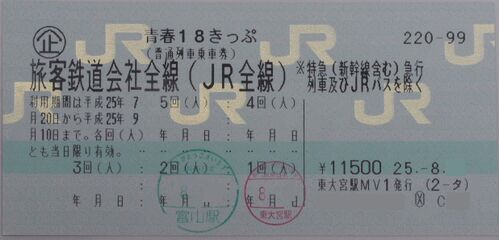 企
青春18きっぷ
(普通列車乗車券)
220-99
旅客鉄道会社全線(JR全線)
※特急(新幹線含む)急行
列車及びJRバスを除く
利用期間は平成25年 7
月20日から平成25年 9
月10日まで。各回(人)
とも当日限り有効。
5回(人) 4回(人)
年 月 日 年 月 日
3回(人) 2回(人) 1回(人)
年 月 日 年 月 日 年 月 日
8
富山駅
8
東大宮駅
¥11500 25.-8.
東大宮駅MV1発行 (2-タ)
C